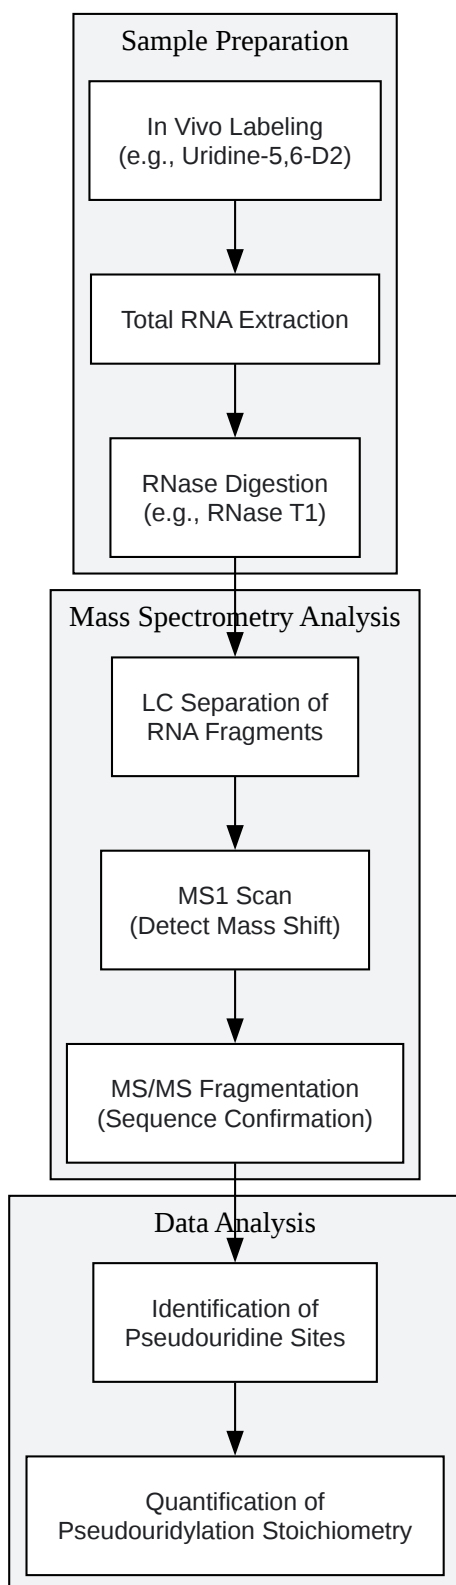 Sample Preparation
In Vivo Labeling
(e.g., Uridine-5,6-D2)
Total RNA Extraction
RNase Digestion
(e.g., RNase T1)
Mass Spectrometry Analysis
LC Separation of
RNA Fragments
MS1 Scan
(Detect Mass Shift)
MS/MS Fragmentation
(Sequence Confirmation)
Data Analysis
Identification of
Pseudouridine Sites
Quantification of
Pseudouridylation Stoichiometry